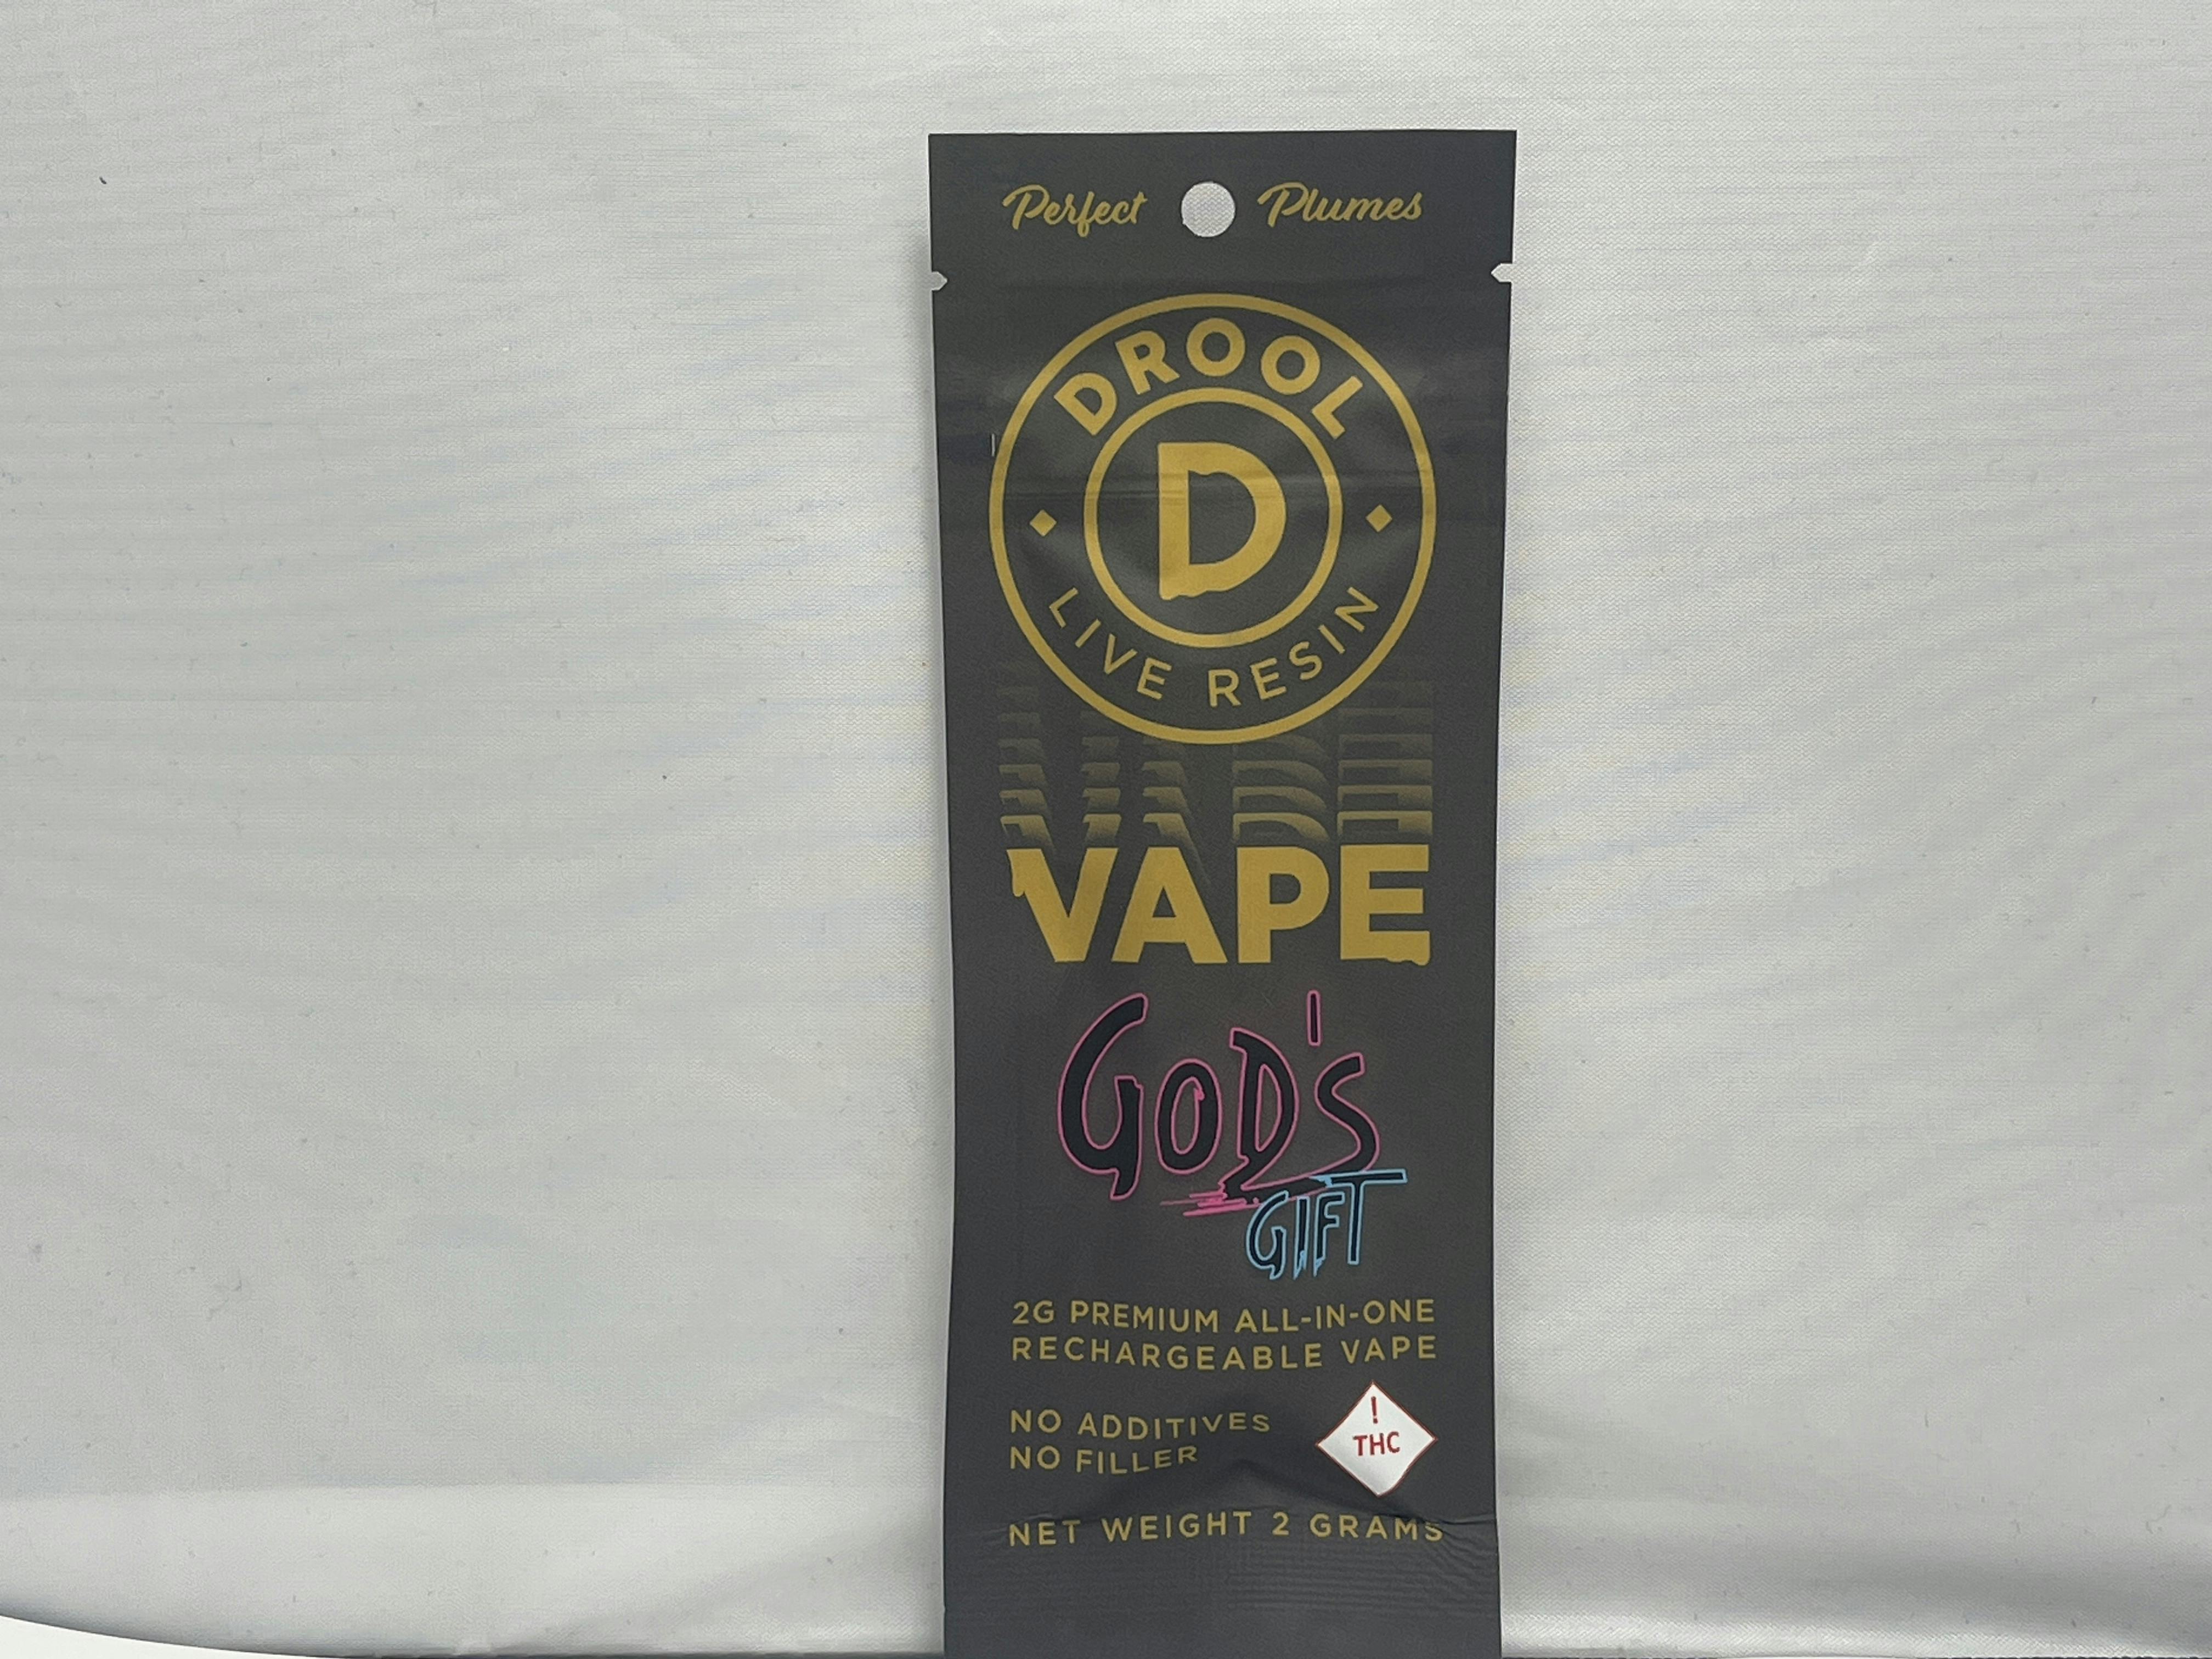 Perfect Plumes
DROOL
D
LIVE RESIN
VAPE
GOD'S
GIFT
2G PREMIUM ALL-IN-ONE
RECHARGEABLE VAPE
NO ADDITIVES
NO FILLER
!
THC
NET WEIGHT 2 GRAMS